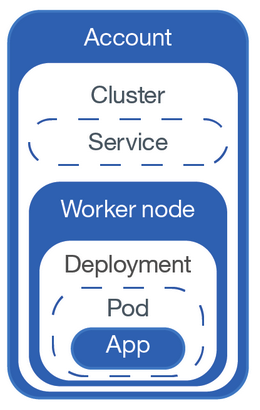 Account
Cluster
Service
Worker node
Deployment
Pod
App